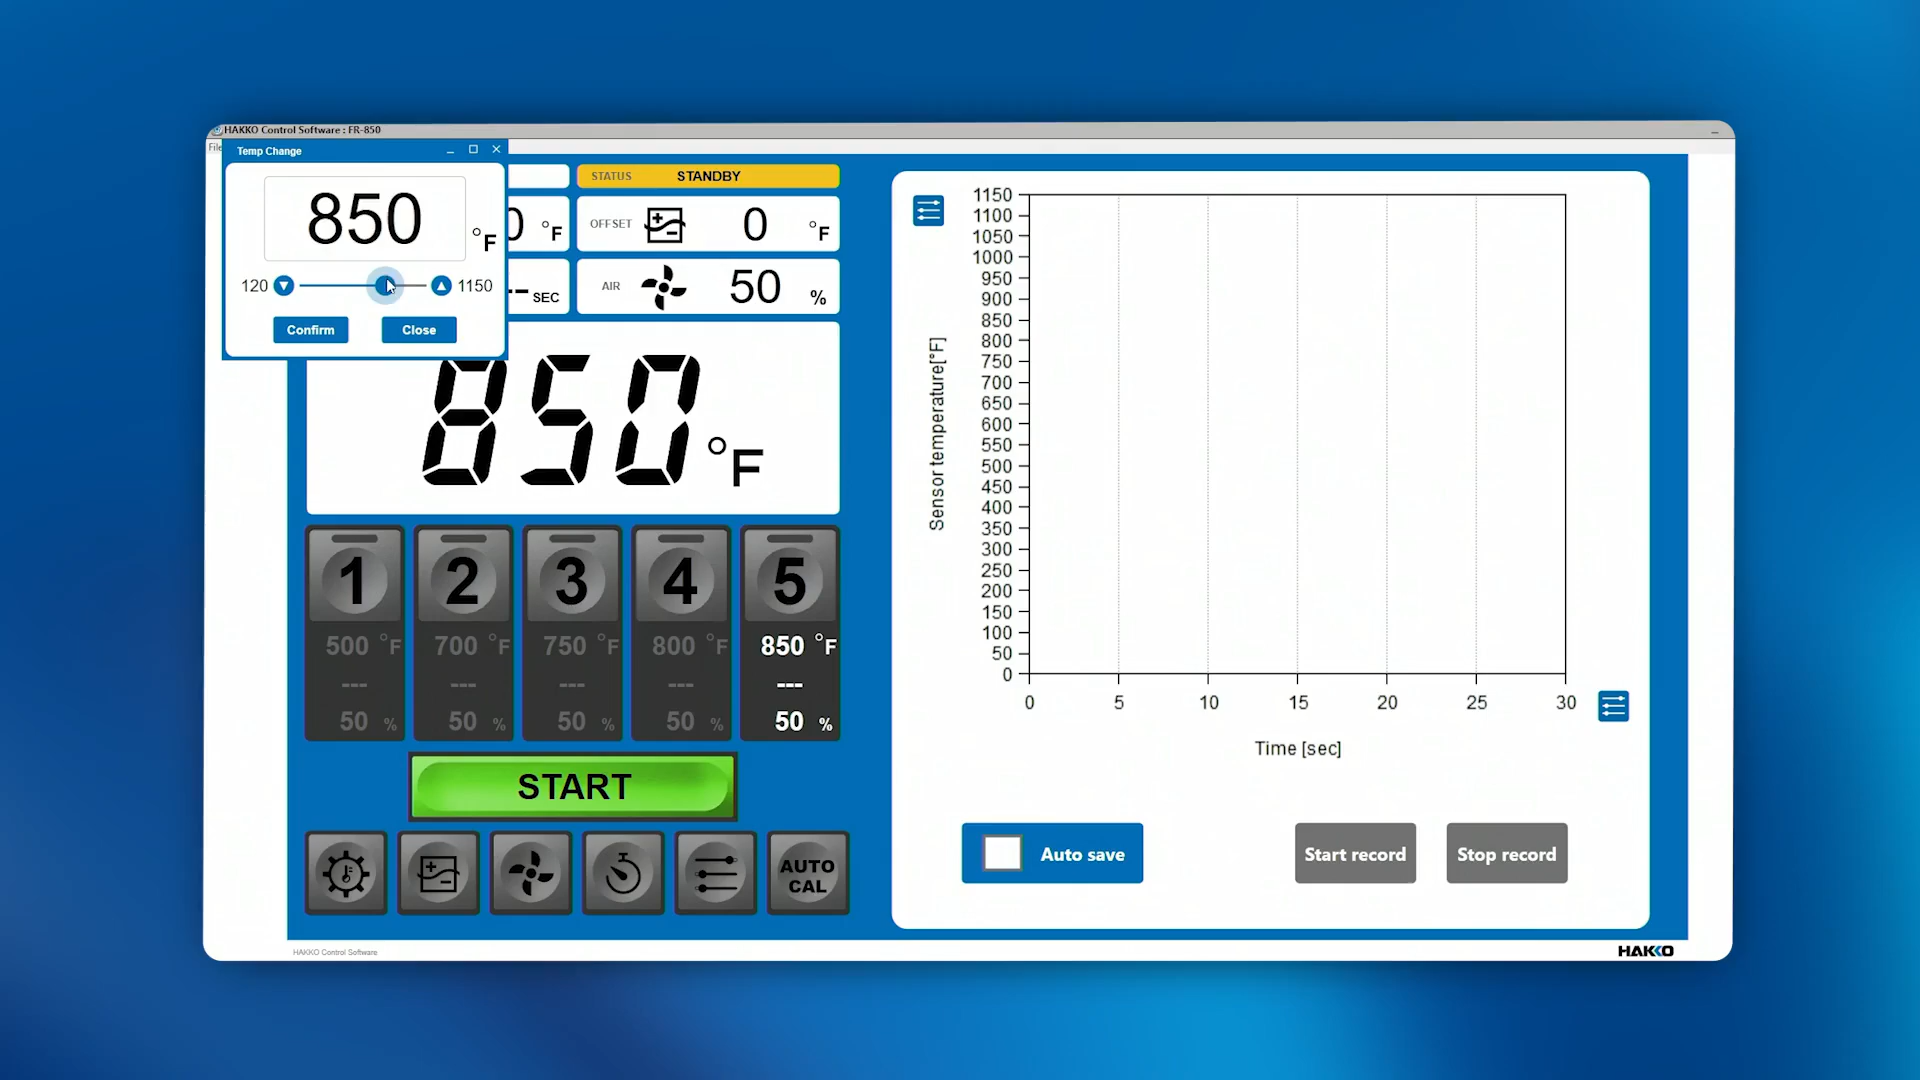 HAKKO Control Software : FR-850
File
Temp Change
850 °F
120 1150
Confirm Close
STATUS STANDBY
0 °F
OFFSET 0 °F
-- SEC
AIR 50 %
850 °F
1 2 3 4 5
500 °F 700 °F 750 °F 800 °F 850 °F
--- --- --- --- ---
50 % 50 % 50 % 50 % 50 %
START
AUTO
CAL
1150
1100
1050
1000
950
900
850
800
750
700
650
600
550
500
450
400
350
300
250
200
150
100
50
0
Sensor temperature[°F]
0 5 10 15 20 25 30
Time [sec]
Auto save Start record Stop record
HAKKO Control Software
HAKKO